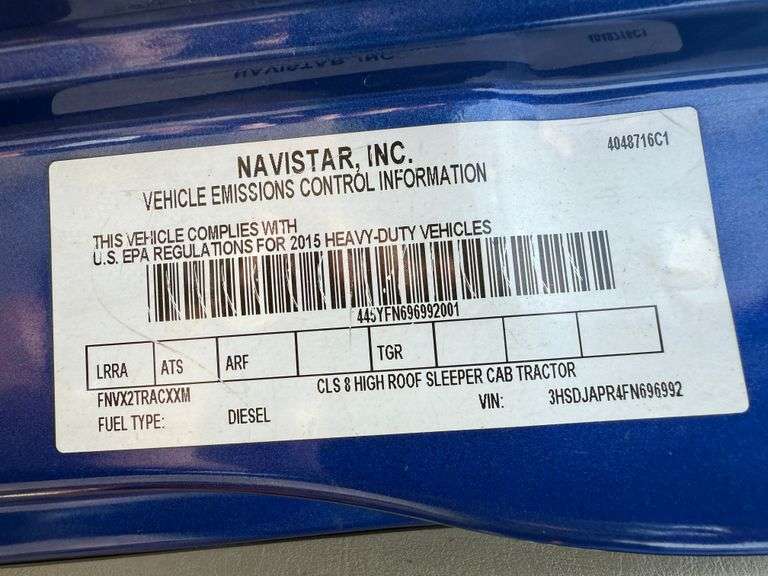 NAVISTAR, INC.
4048716C1
VEHICLE EMISSIONS CONTROL INFORMATION
THIS VEHICLE COMPLIES WITH
U.S. EPA REGULATIONS FOR 2015 HEAVY-DUTY VEHICLES
445YFN696992001
LRRA ATS ARF TGR
FNVX2TRACXXM CLS 8 HIGH ROOF SLEEPER CAB TRACTOR
FUEL TYPE: DIESEL VIN: 3HSDJAPR4FN696992